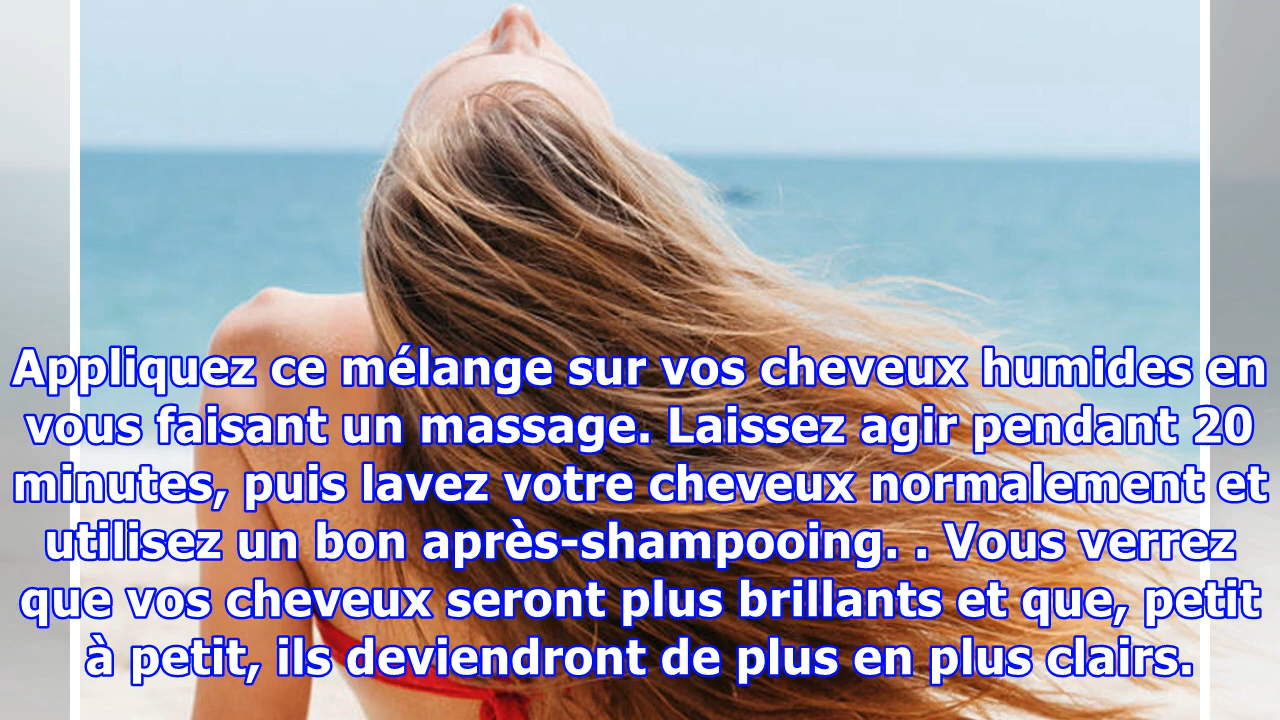 Appliquez ce mélange sur vos cheveux humides en
vous faisant un massage. Laissez agir pendant 20
minutes, puis lavez votre cheveux normalement et
utilisez un bon après-shampooing. . Vous verrez
que vos cheveux seront plus brillants et que, petit
à petit, ils deviendront de plus en plus clairs.